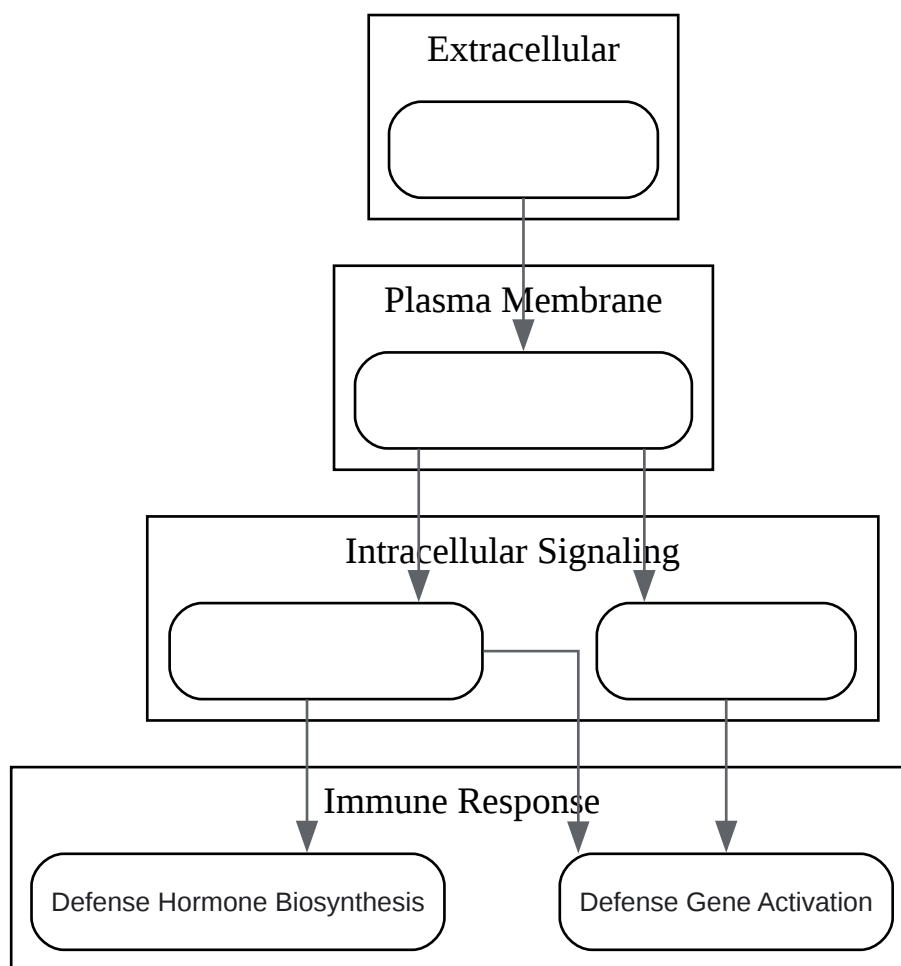 Extracellular
Plasma Membrane
Intracellular Signaling
Immune Response
Defense Hormone Biosynthesis
Defense Gene Activation